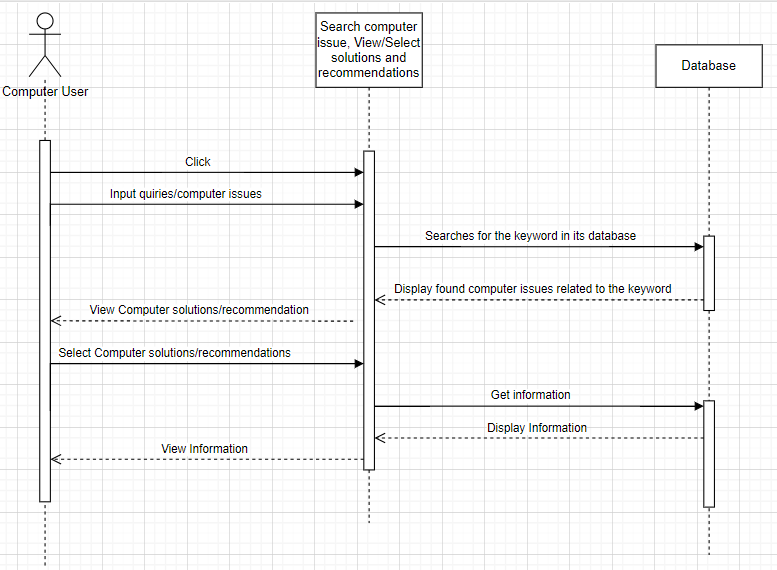 Search computer
issue, View/Select
solutions and
recommendations
Database
Computer User
Click
Input quiries/computer issues
Searches for the keyword in its database
Display found computer issues related to the keyword
View Computer solutions/recommendation
Select Computer solutions/recommendations
Get information
Display Information
View Information